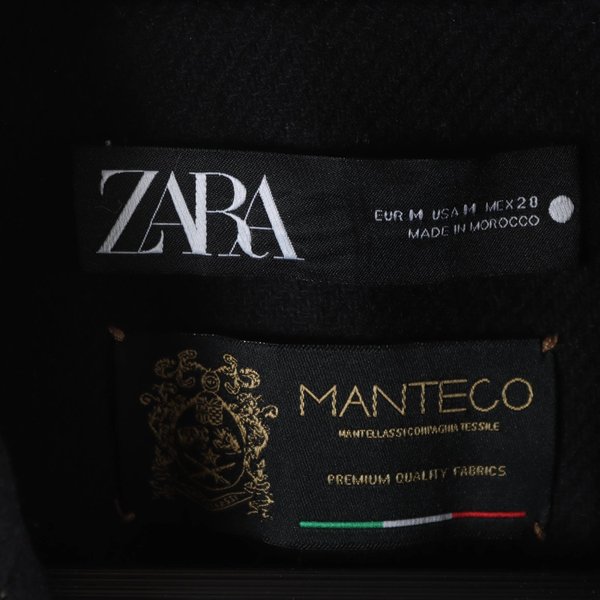 ZARA
EUR M USA M MEX 28
MADE IN MOROCCO
MANTECO
MANTELLASSI COMPAGNIA TESSILE
PREMIUM QUALITY FABRICS